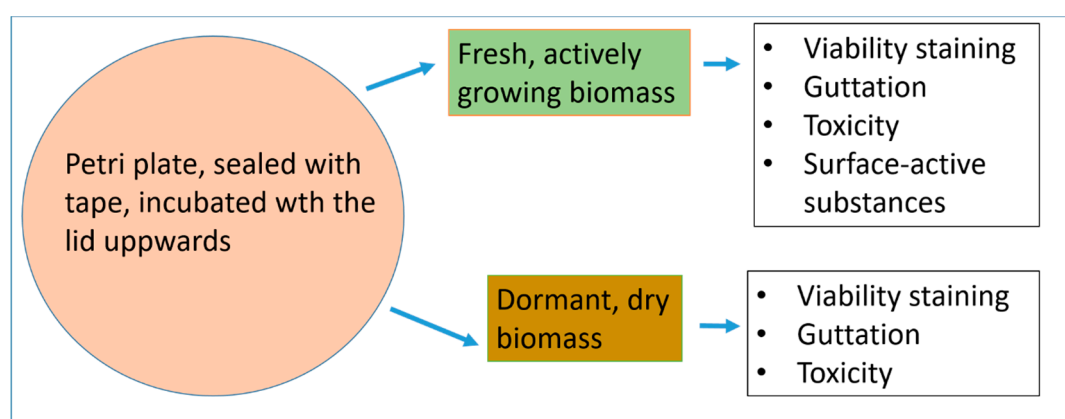 Petri plate, sealed with
tape, incubated wth the
lid uppwards
Fresh, actively
growing biomass
• Viability staining
• Guttation
• Toxicity
• Surface-active
substances
Dormant, dry
biomass
• Viability staining
• Guttation
• Toxicity